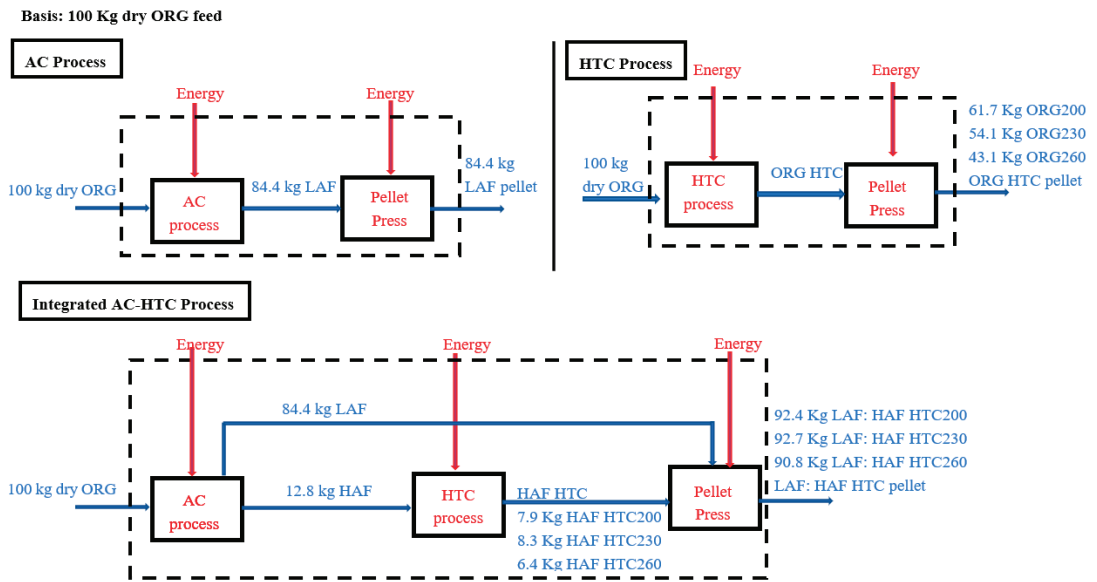 Basis: 100 Kg dry ORG feed
AC Process
Energy
Energy
100 kg dry ORG
AC
process
84.4 kg LAF
Pellet
Press
84.4 kg
LAF pellet
HTC Process
Energy
Energy
100 kg
dry ORG
HTC
process
ORG HTC
Pellet
Press
61.7 Kg ORG200
54.1 Kg ORG230
43.1 Kg ORG260
ORG HTC pellet
Integrated AC-HTC Process
Energy
Energy
Energy
84.4 kg LAF
100 kg dry ORG
AC
process
12.8 kg HAF
HTC
process
HAF HTC
7.9 Kg HAF HTC200
8.3 Kg HAF HTC230
6.4 Kg HAF HTC260
Pellet
Press
92.4 Kg LAF: HAF HTC200
92.7 Kg LAF: HAF HTC230
90.8 Kg LAF: HAF HTC260
LAF: HAF HTC pellet